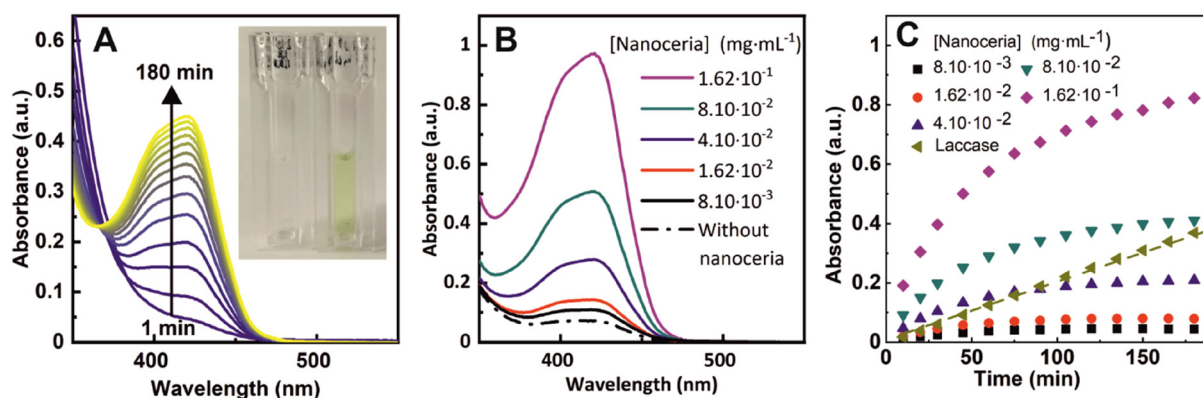 A
180 min
1 min
0.6
0.5
0.4
0.3
0.2
0.1
0
400
500
Absorbance (a.u.)
Wavelength (nm)
B
[Nanoceria] (mg·mL⁻¹)
1.62·10⁻¹
8.10·10⁻²
4.10·10⁻²
1.62·10⁻²
8.10·10⁻³
Without
nanoceria
1
0.8
0.6
0.4
0.2
0
400
500
Absorbance (a.u.)
Wavelength (nm)
C
[Nanoceria] (mg·mL⁻¹)
8.10·10⁻³ 8.10·10⁻²
1.62·10⁻² 1.62·10⁻¹
4.10·10⁻²
Laccase
1
0.8
0.6
0.4
0.2
0
0
50
100
150
Absorbance (a.u.)
Time (min)